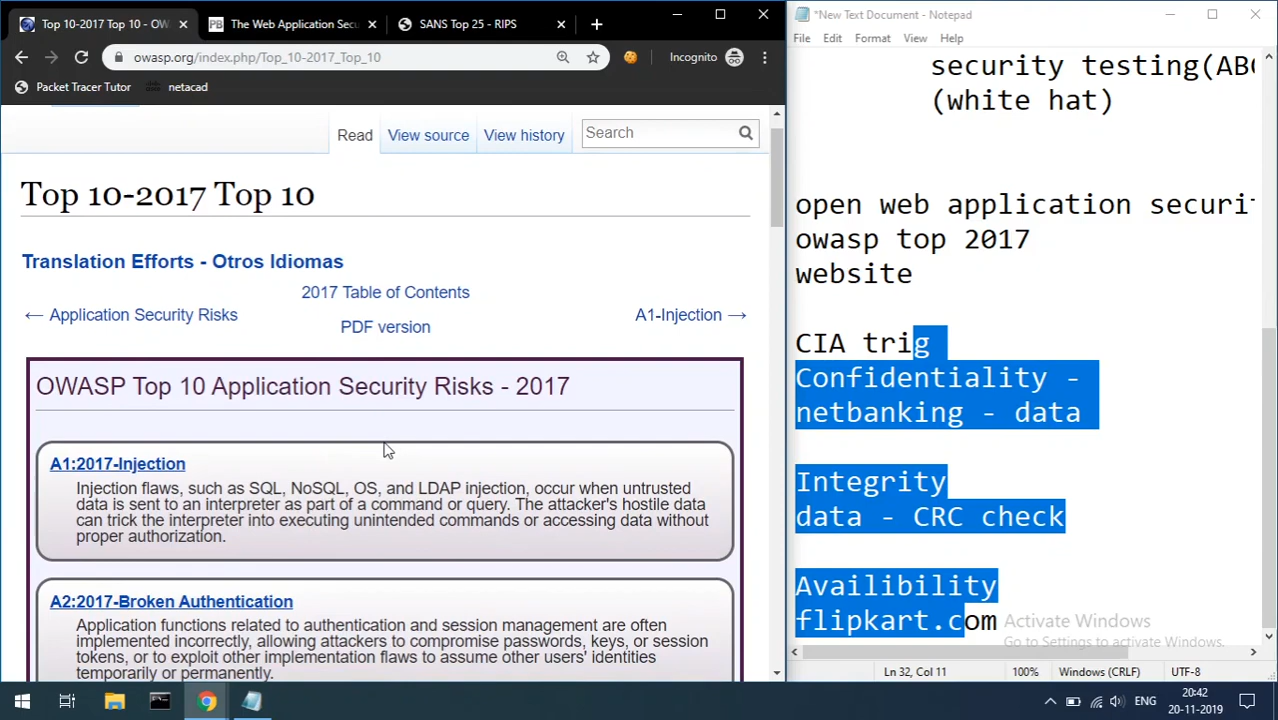 Top 10-2017 Top 10 - OW
The Web Application Secu
SANS Top 25 - RIPS
owasp.org/index.php/Top_10-2017_Top_10
Incognito
Packet Tracer Tutor
netacad
Read
View source
View history
Search
Top 10-2017 Top 10
Translation Efforts - Otros Idiomas
2017 Table of Contents
← Application Security Risks
PDF version
A1-Injection →
OWASP Top 10 Application Security Risks - 2017
A1:2017-Injection
Injection flaws, such as SQL, NoSQL, OS, and LDAP injection, occur when untrusted
data is sent to an interpreter as part of a command or query. The attacker's hostile data
can trick the interpreter into executing unintended commands or accessing data without
proper authorization.
A2:2017-Broken Authentication
Application functions related to authentication and session management are often
implemented incorrectly, allowing attackers to compromise passwords, keys, or session
tokens, or to exploit other implementation flaws to assume other users' identities
temporarily or permanently.
*New Text Document - Notepad
File Edit Format View Help
security testing(ABC
(white hat)
open web application securit
owasp top 2017
website
CIA trig
Confidentiality -
netbanking - data
Integrity
data - CRC check
Availibility
flipkart.com
Activate Windows
Go to Settings to activate Windows.
Ln 32, Col 11
100%
Windows (CRLF)
UTF-8
ENG
20:42
20-11-2019